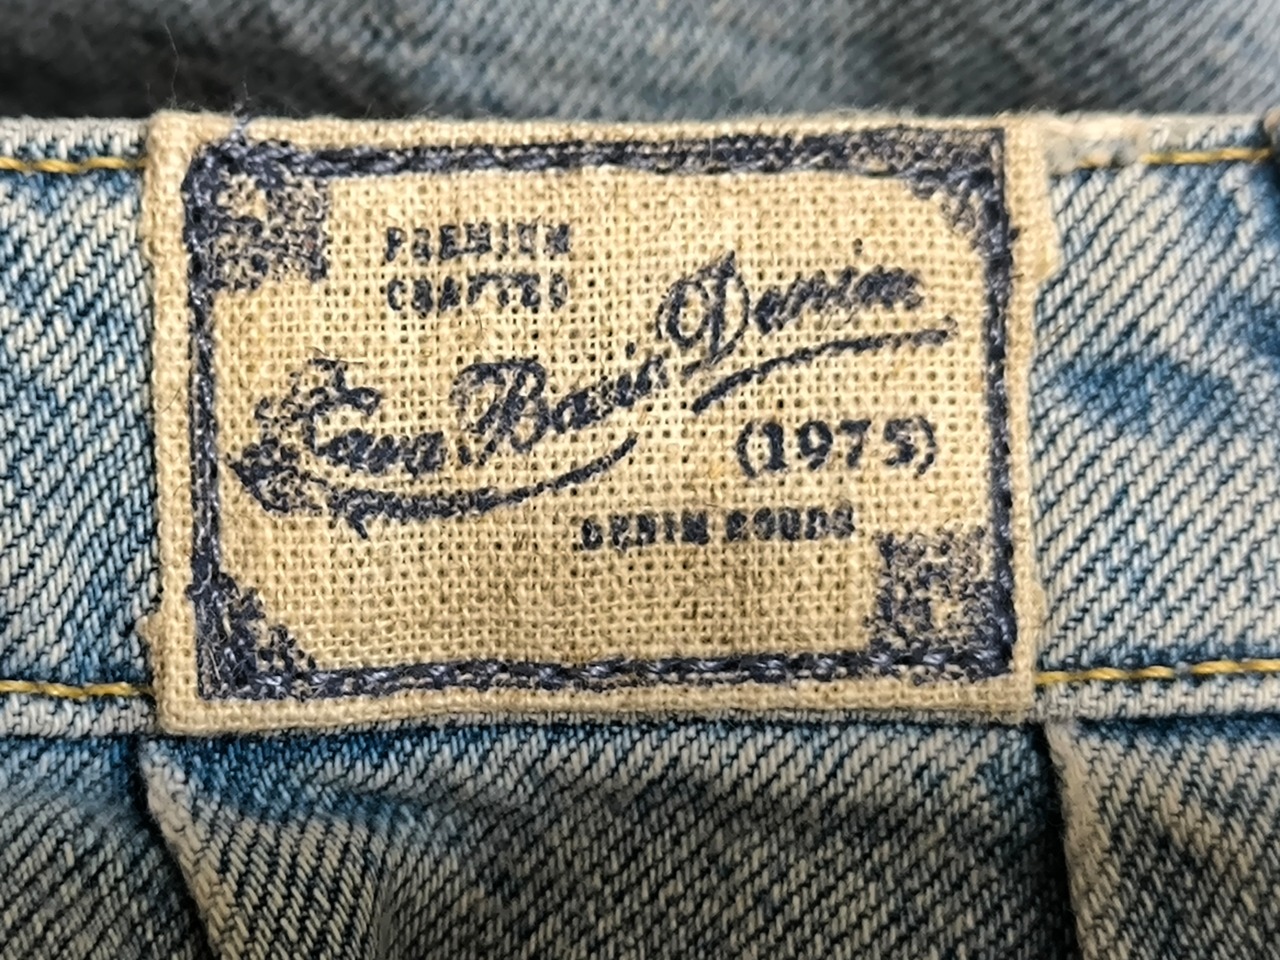 PREMIUM
CRAFTED
Zara Basic Denim
(1975)
DENIM GOODS